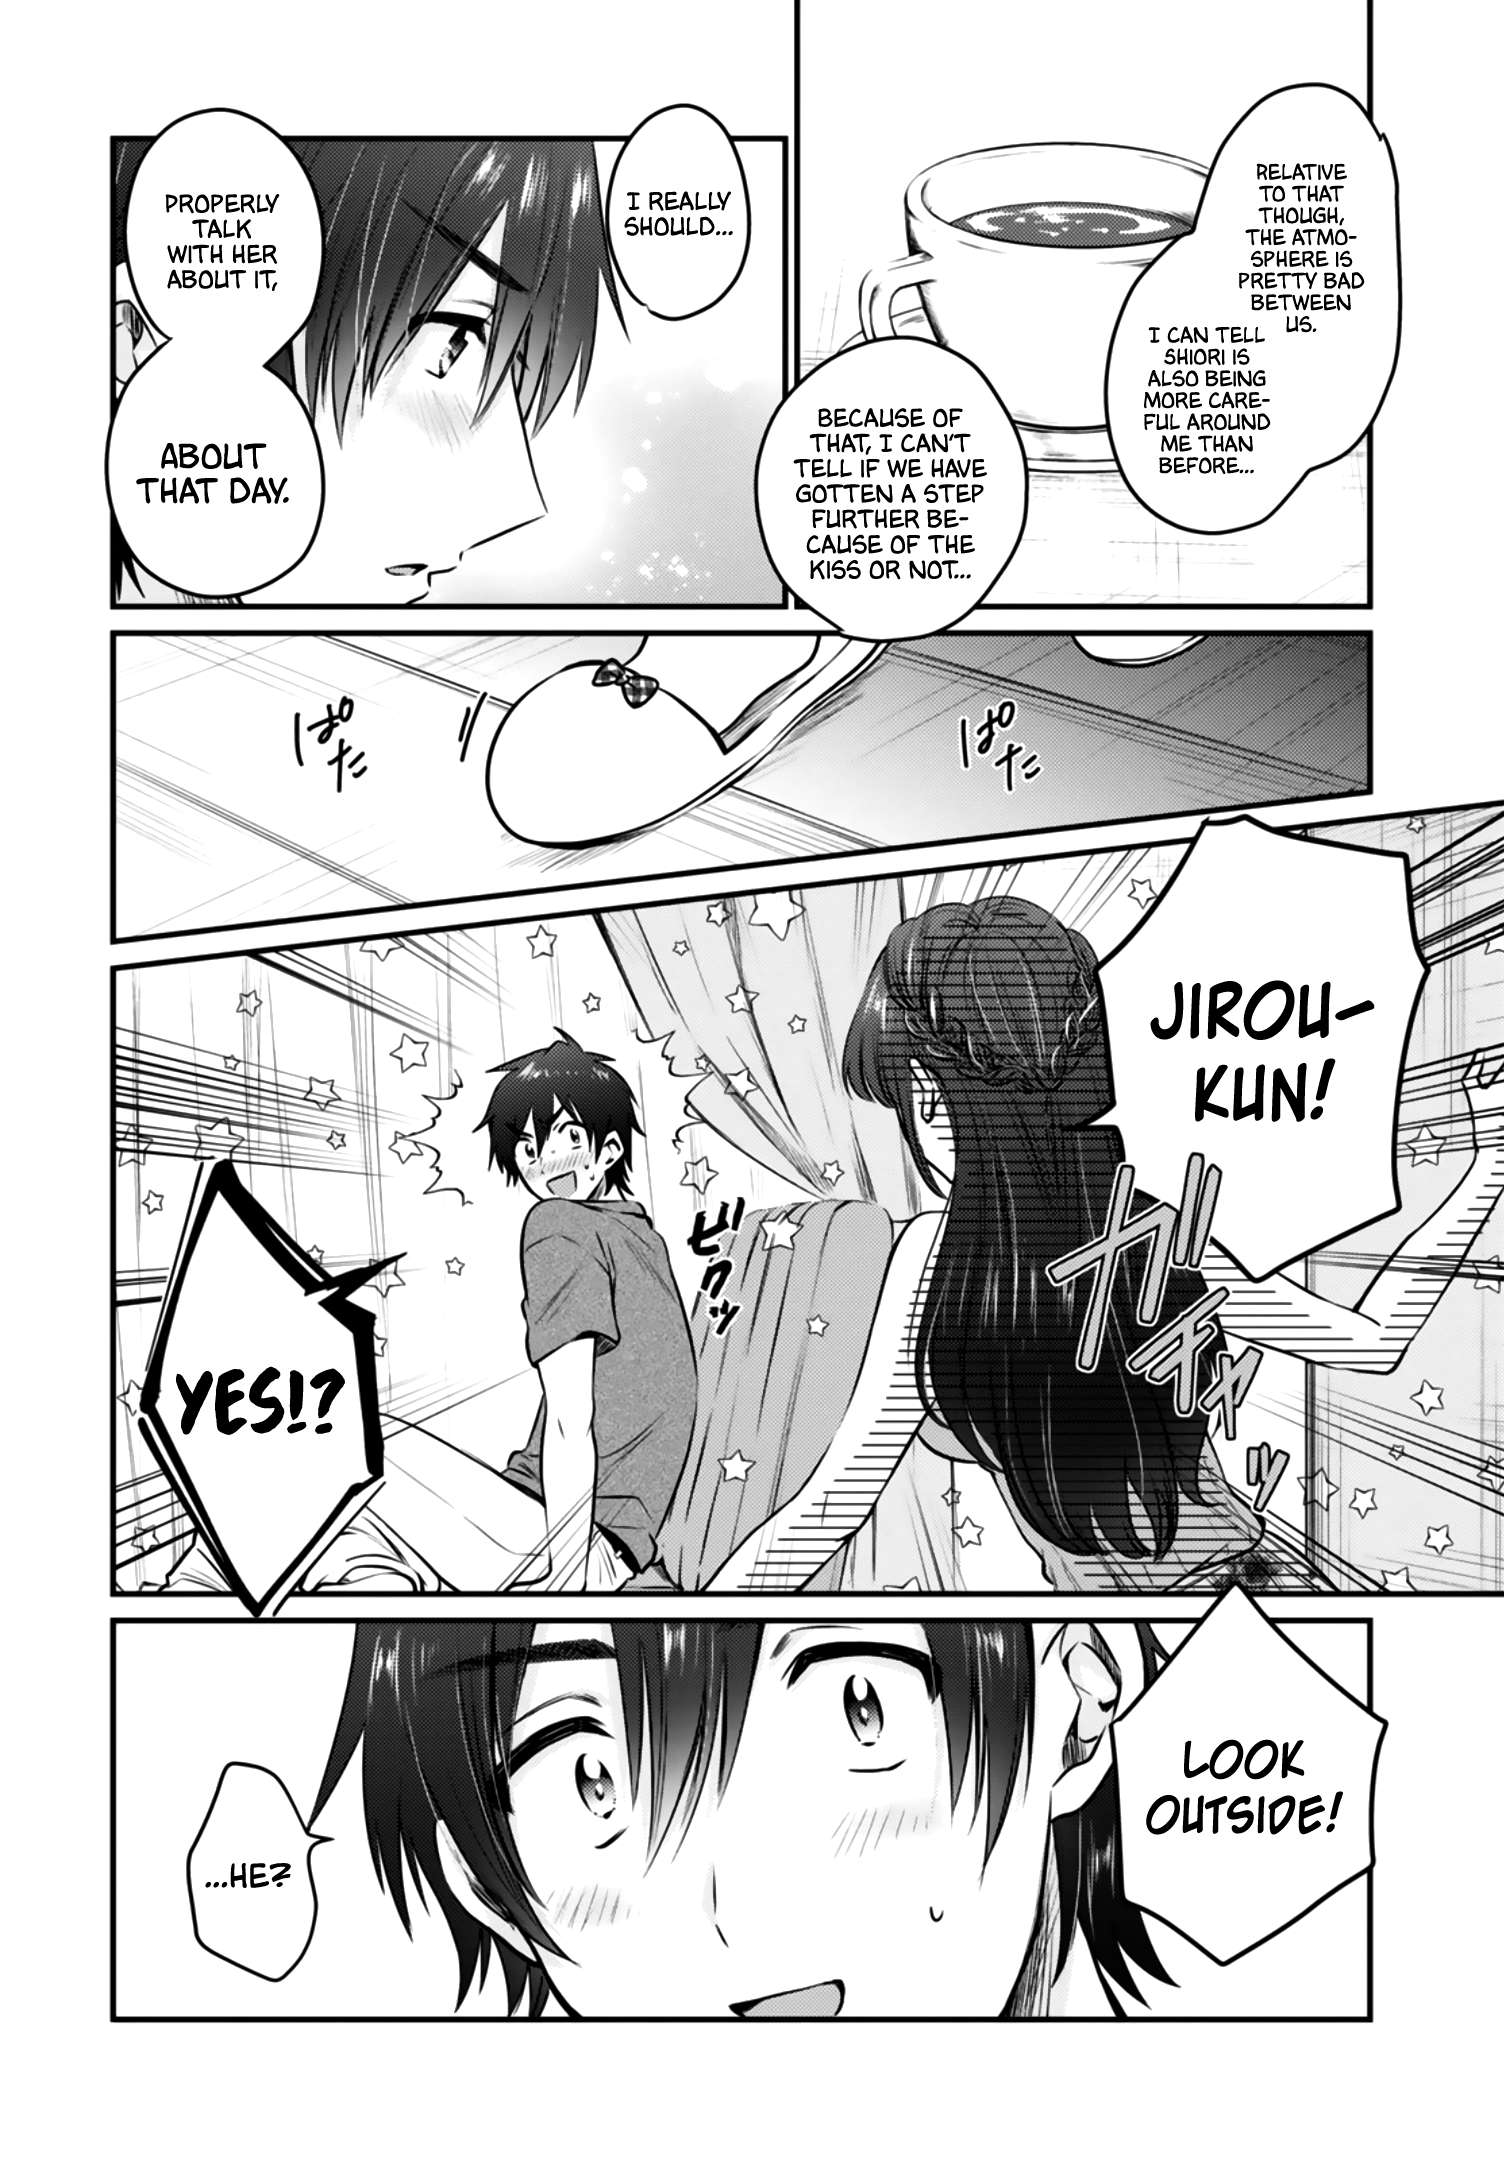 RELATIVE
TO THAT
THOUGH,
THE ATMO-
SPHERE IS
PRETTY BAD
BETWEEN
US.
I CAN TELL
SHIORI IS
ALSO BEING
MORE CARE-
FUL AROUND
ME THAN
BEFORE...
BECAUSE OF
THAT, I CAN'T
TELL IF WE HAVE
GOTTEN A STEP
FURTHER BE-
CAUSE OF THE
KISS OR NOT...
I REALLY
SHOULD...
PROPERLY
TALK
WITH HER
ABOUT IT,
ABOUT
THAT DAY.
ぱた
ぱた
JIROU-
KUN!
ガチャッ
ビクッ
YES!?
LOOK
OUTSIDE!
...HE?